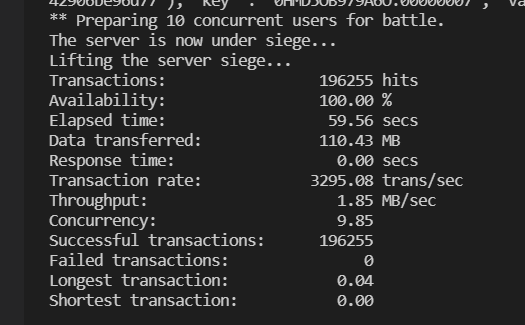 ** Preparing 10 concurrent users for battle.
The server is now under siege...
Lifting the server siege...
Transactions: 196255 hits
Availability: 100.00 %
Elapsed time: 59.56 secs
Data transferred: 110.43 MB
Response time: 0.00 secs
Transaction rate: 3295.08 trans/sec
Throughput: 1.85 MB/sec
Concurrency: 9.85
Successful transactions: 196255
Failed transactions: 0
Longest transaction: 0.04
Shortest transaction: 0.00